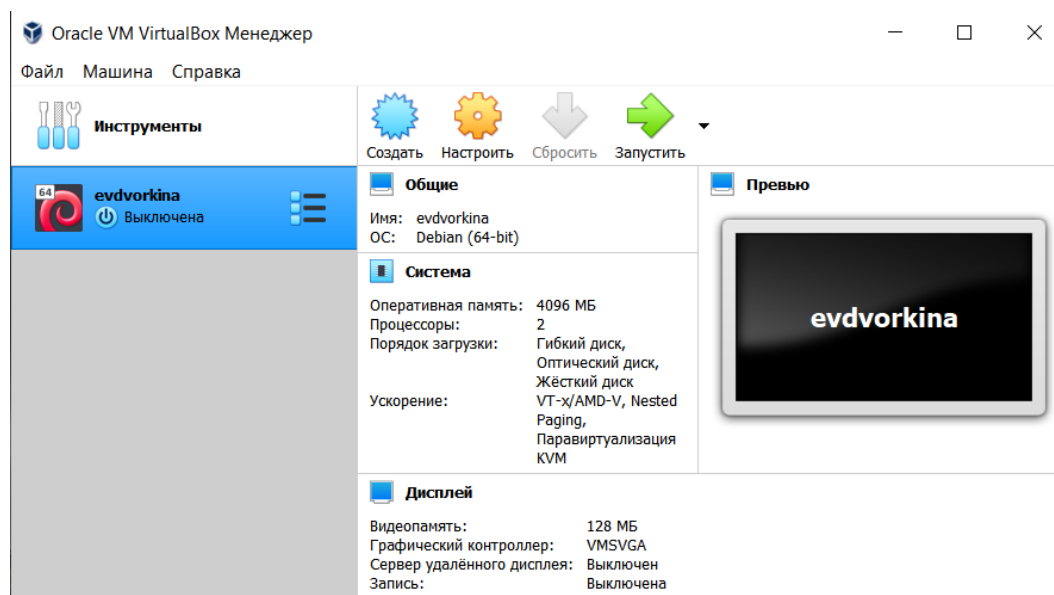 Oracle VM VirtualBox Менеджер
Файл Машина Справка
Инструменты
Создать Настроить Сбросить Запустить
64
evdvorkina
Выключена
Общие
Имя: evdvorkina
ОС: Debian (64-bit)
Система
Оперативная память: 4096 МБ
Процессоры: 2
Порядок загрузки: Гибкий диск,
Оптический диск,
Жёсткий диск
Ускорение: VT-x/AMD-V, Nested
Paging,
Паравиртуализация
KVM
Превью
evdvorkina
Дисплей
Видеопамять: 128 МБ
Графический контроллер: VMSVGA
Сервер удалённого дисплея: Выключен
Запись: Выключена